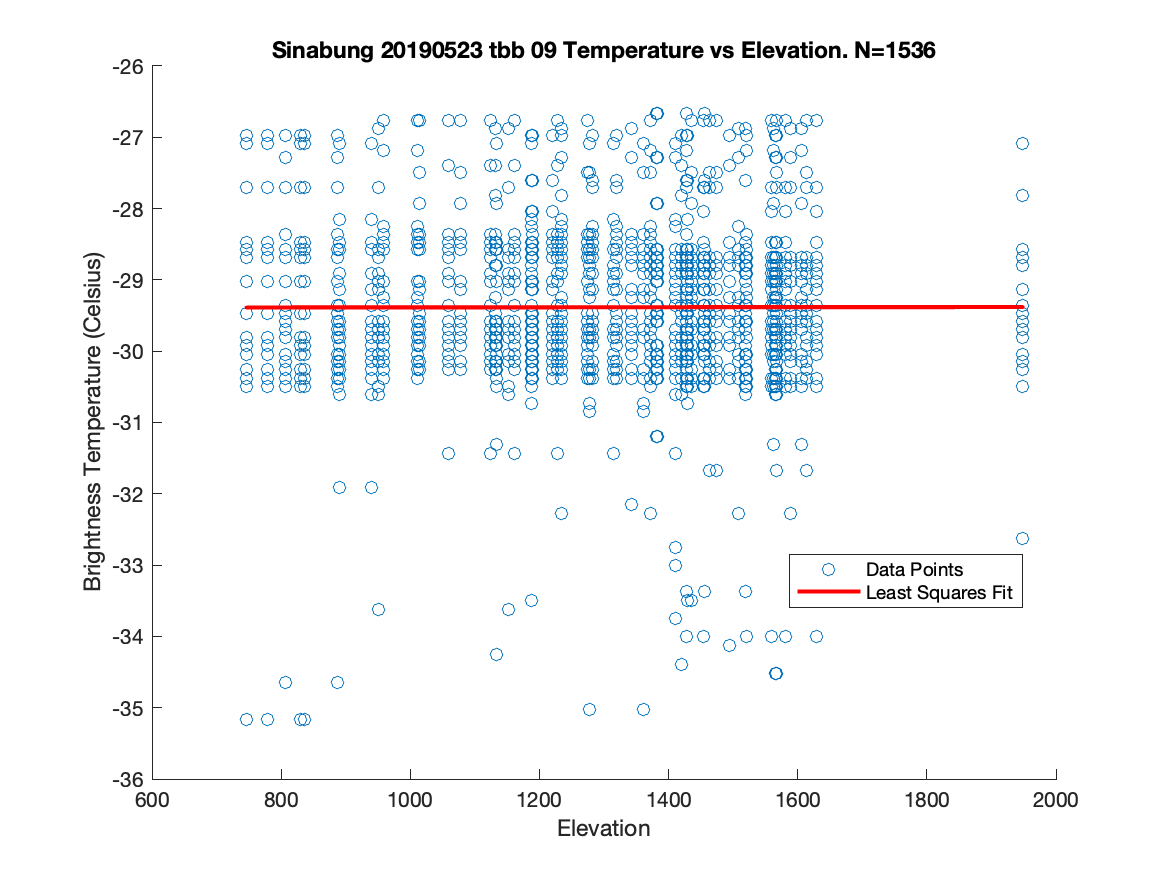 Sinabung 20190523 tbb 09 Temperature vs Elevation. N=1536
-26
-27
-28
-29
-30
-31
-32
-33
-34
-35
-36
Brightness Temperature (Celsius)
Data Points
Least Squares Fit
600 800 1000 1200 1400 1600 1800 2000
Elevation